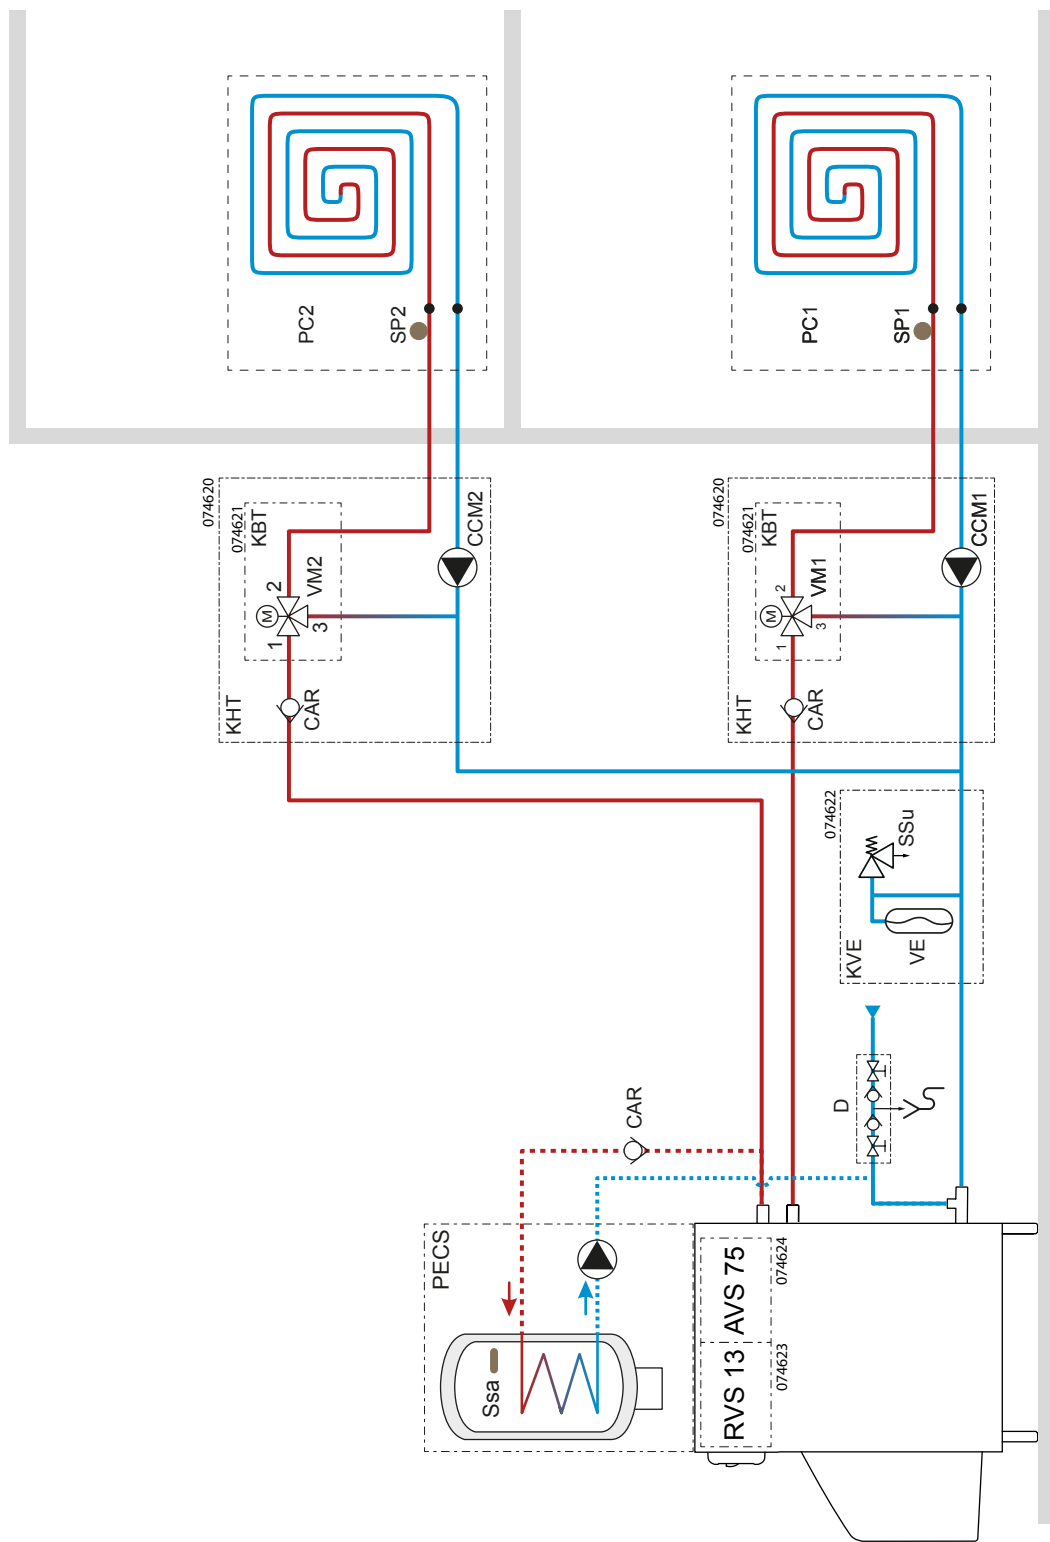 PC2
SP2
PC1
SP1
074620
074621
KBT
VM2
M
1
2
3
CCM2
KHT
CAR
074620
074621
KBT
VM1
M
1
2
3
CCM1
KHT
CAR
074622
SSu
VE
KVE
D
CAR
PECS
Ssa
RVS 13
AVS 75
074623
074624